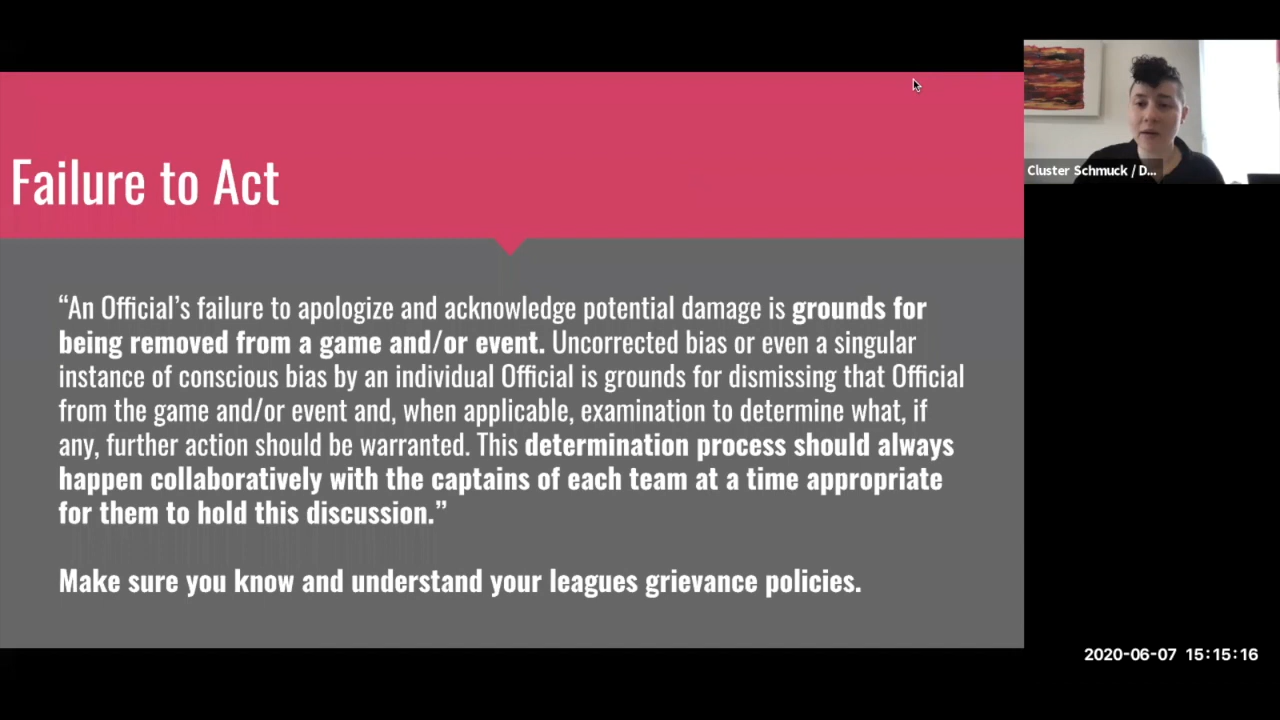 Failure to Act
“An Official’s failure to apologize and acknowledge potential damage is grounds for
being removed from a game and/or event. Uncorrected bias or even a singular
instance of conscious bias by an individual Official is grounds for dismissing that Official
from the game and/or event and, when applicable, examination to determine what, if
any, further action should be warranted. This determination process should always
happen collaboratively with the captains of each team at a time appropriate
for them to hold this discussion.”
Make sure you know and understand your leagues grievance policies.
Cluster Schmuck / D...
2020-06-07 15:15:16